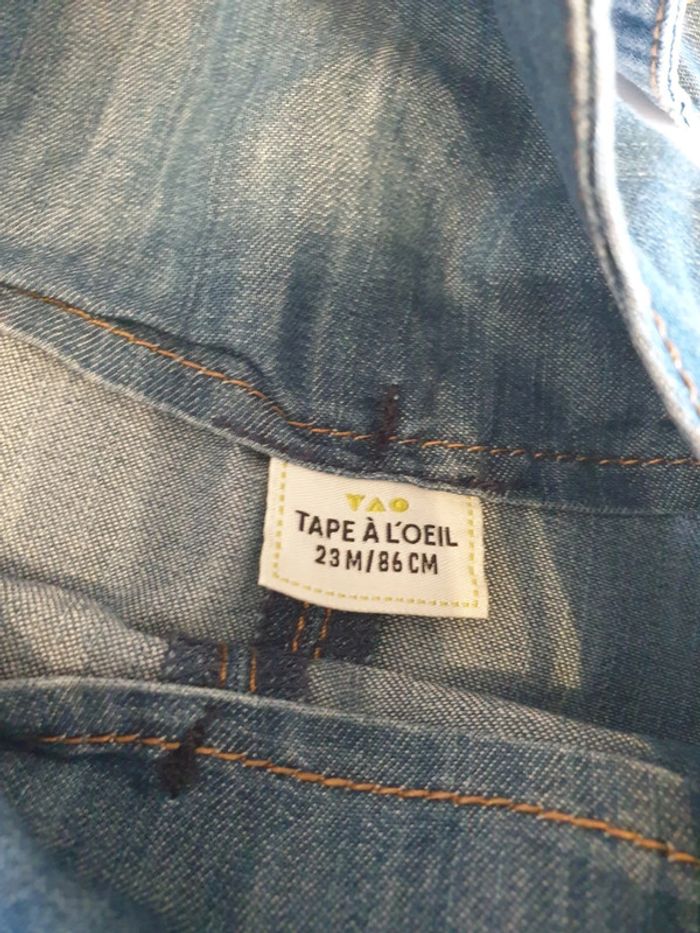 TAO
TAPE À L'OEIL
23M/86CM